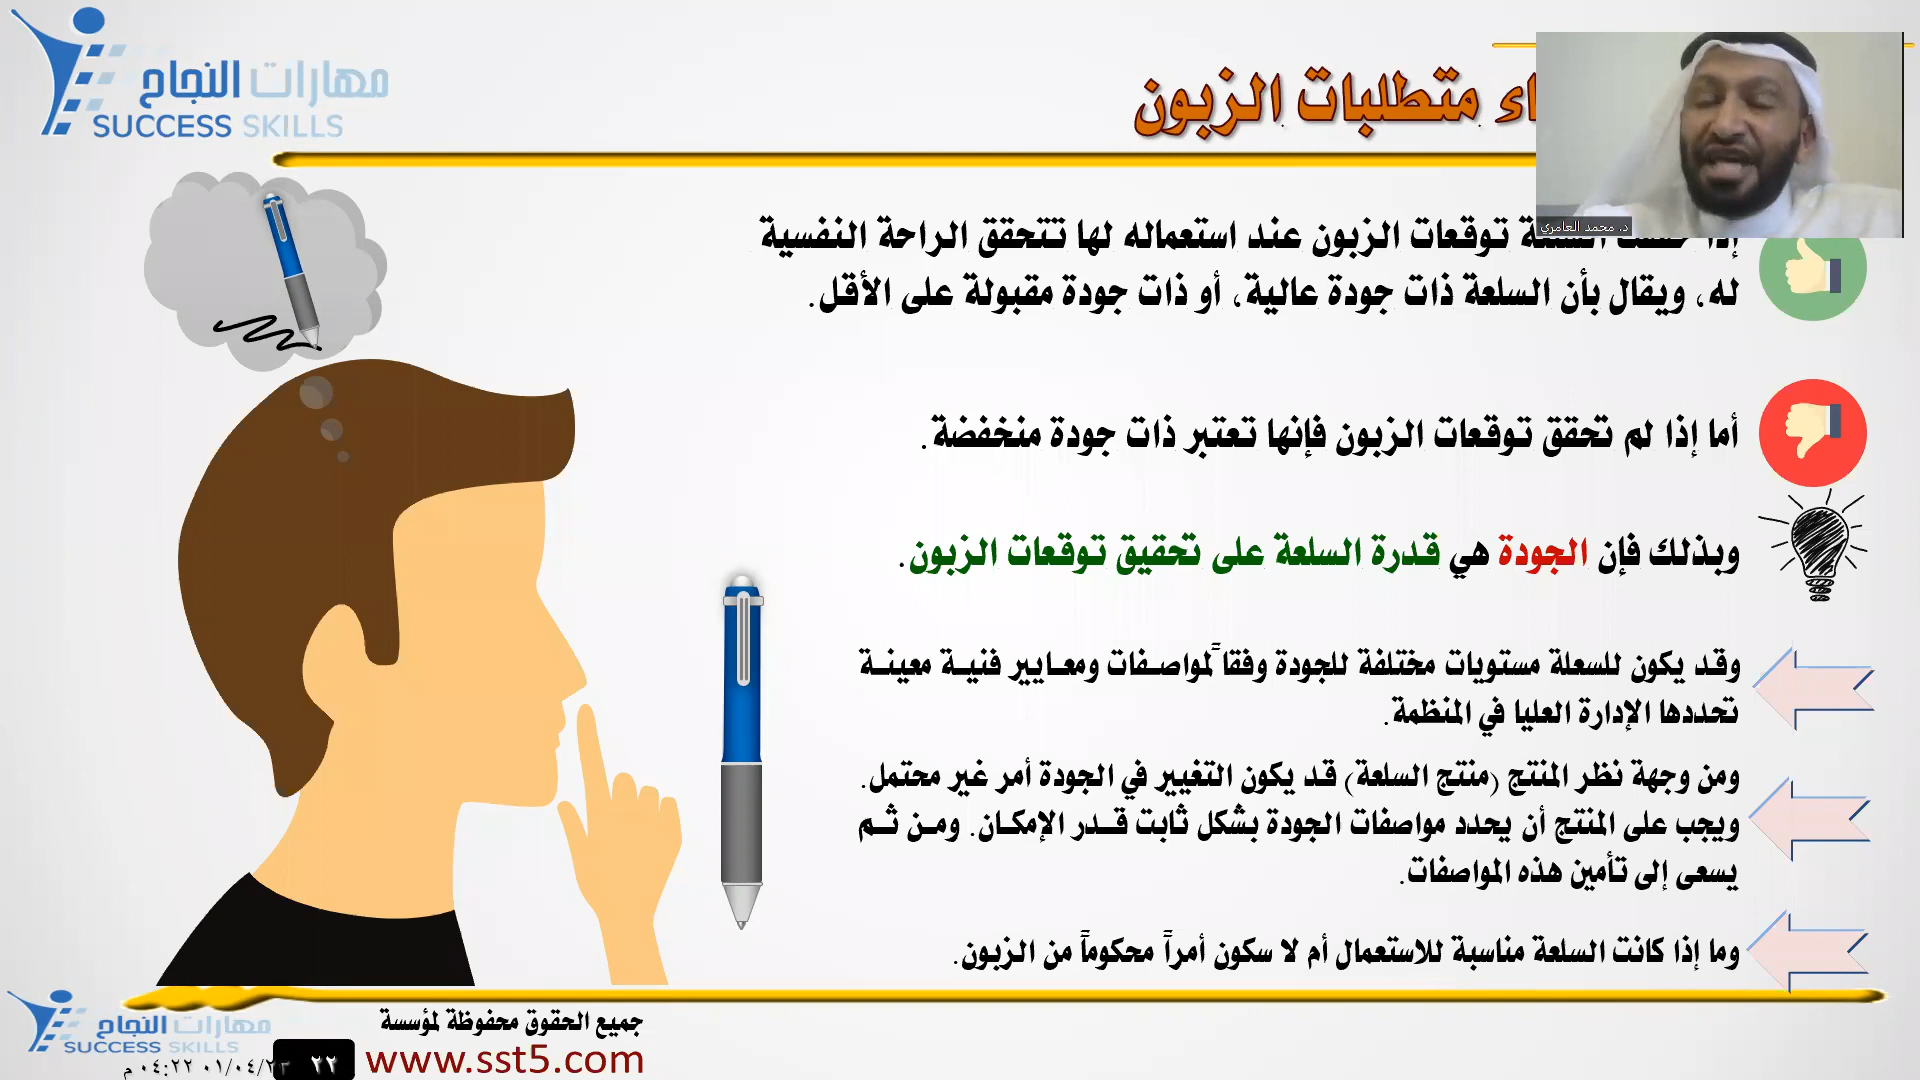 مهارات النجاح
SUCCESS SKILLS
متطلبات الزبون
د. محمد العامري
توقعات الزبون عند استعماله لها تتحقق الراحة النفسية
له، ويقال بأن السلعة ذات جودة عالية، أو ذات جودة مقبولة على الأقل.
أما إذا لم تحقق توقعات الزبون فإنها تعتبر ذات جودة منخفضة.
وبذلك فإن الجودة هي قدرة السلعة على تحقيق توقعات الزبون.
وقد يكون للسعلة مستويات مختلفة للجودة وفقاً لمواصفات ومعايير فنية معينة
تحددها الإدارة العليا في المنظمة.
ومن وجهة نظر المنتج (منتج السلعة) قد يكون التغيير في الجودة أمر غير محتمل.
ويجب على المنتج أن يحدد مواصفات الجودة بشكل ثابت قدر الإمكان. ومن ثم
يسعى إلى تأمين هذه المواصفات.
وما إذا كانت السلعة مناسبة للاستعمال أم لا سكون أمراً محكوماً من الزبون.
جميع الحقوق محفوظة لمؤسسة
www.sst5.com
مهارات النجاح
SUCCESS SKILLS
٢٢
٠١/٠٤/٢٣ ٠٤:٢٢ م